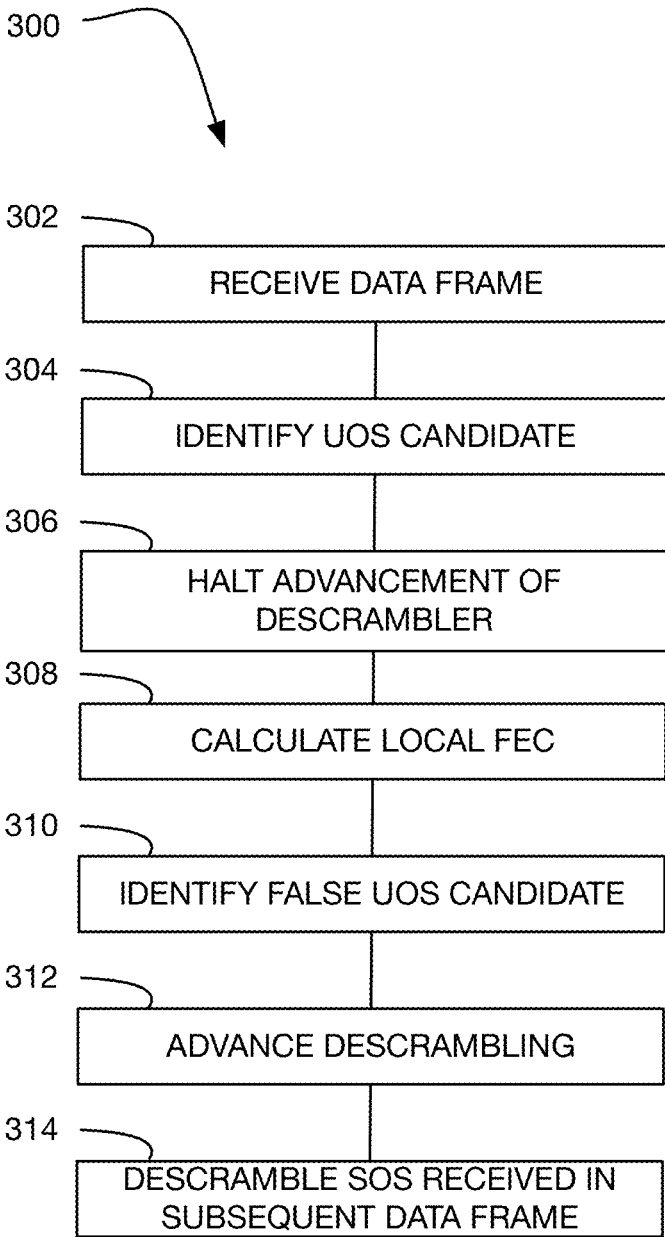 300
302
RECEIVE DATA FRAME
304
IDENTIFY UOS CANDIDATE
306
HALT ADVANCEMENT OF
DESCRAMBLER
308
CALCULATE LOCAL FEC
310
IDENTIFY FALSE UOS CANDIDATE
312
ADVANCE DESCRAMBLING
314
DESCRAMBLE SOS RECEIVED IN
SUBSEQUENT DATA FRAME